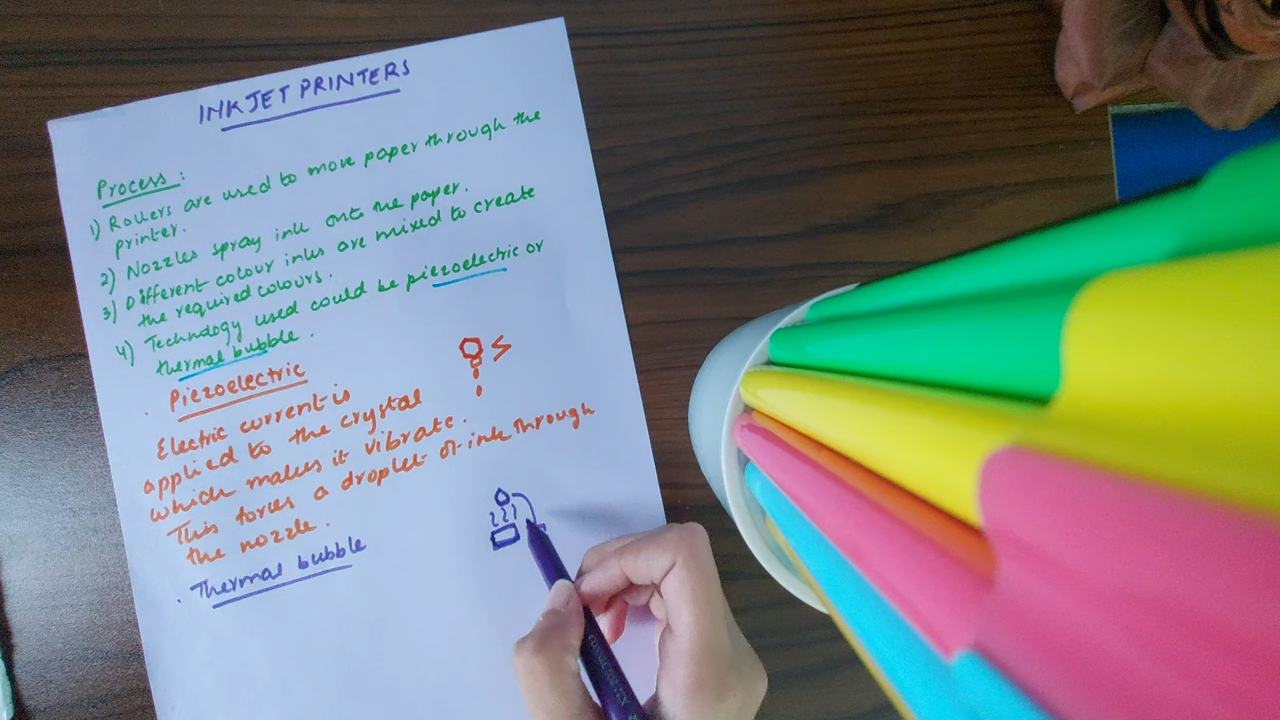 INKJET PRINTERS
Process:
1) Rollers are used to move paper through the
printer.
2) Nozzles spray ink onto the paper.
3) Different colour inks are mixed to create
the required colours.
4) Technology used could be piezoelectric or
thermal bubble.
. Piezoelectric
Electric current is
applied to the crystal
which makes it vibrate.
This forces a droplet of ink through
the nozzle.
. Thermal bubble